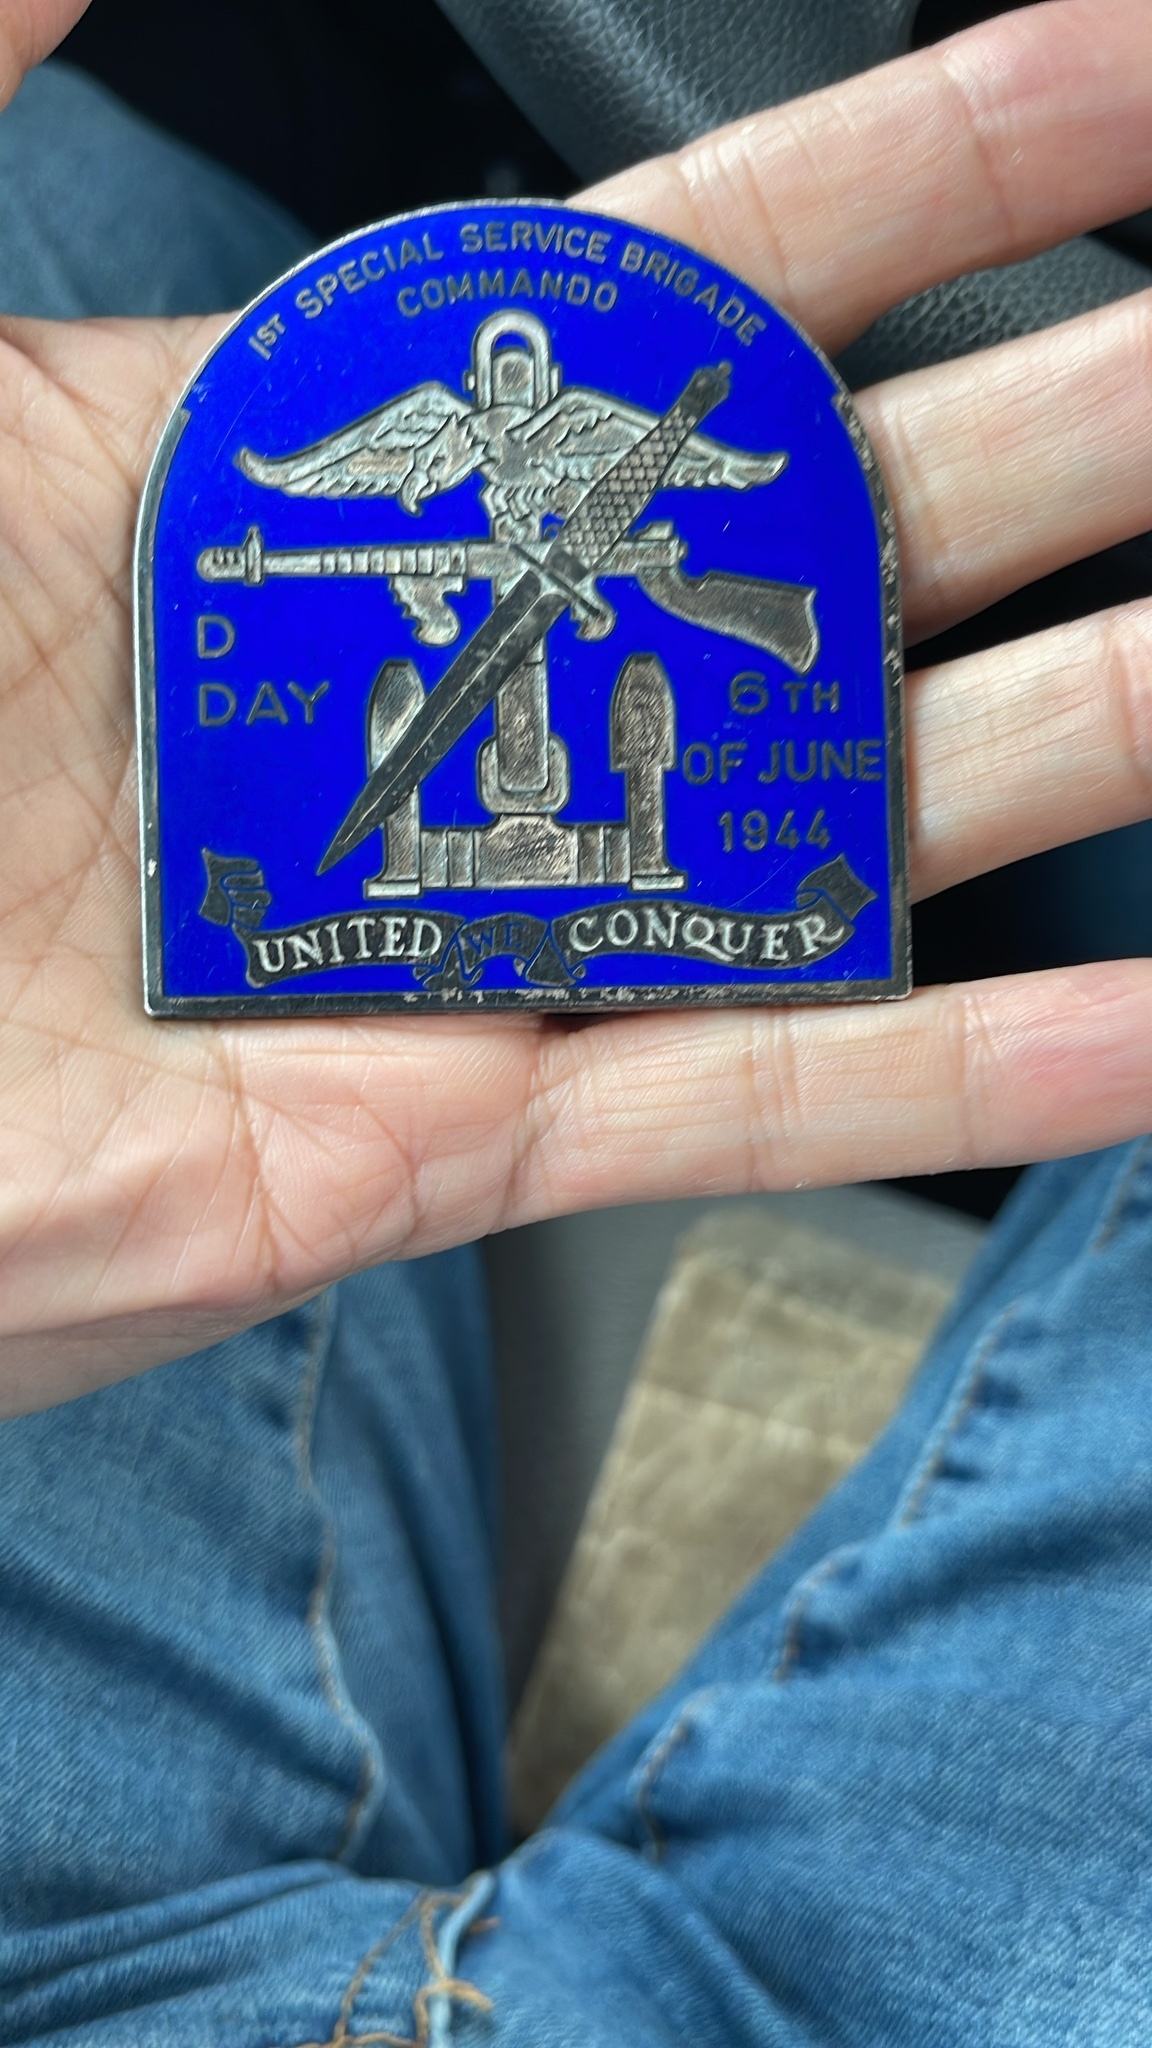 1ST SPECIAL SERVICE BRIGADE
COMMANDO
D
DAY
6TH
OF JUNE
1944
UNITED WE CONQUER